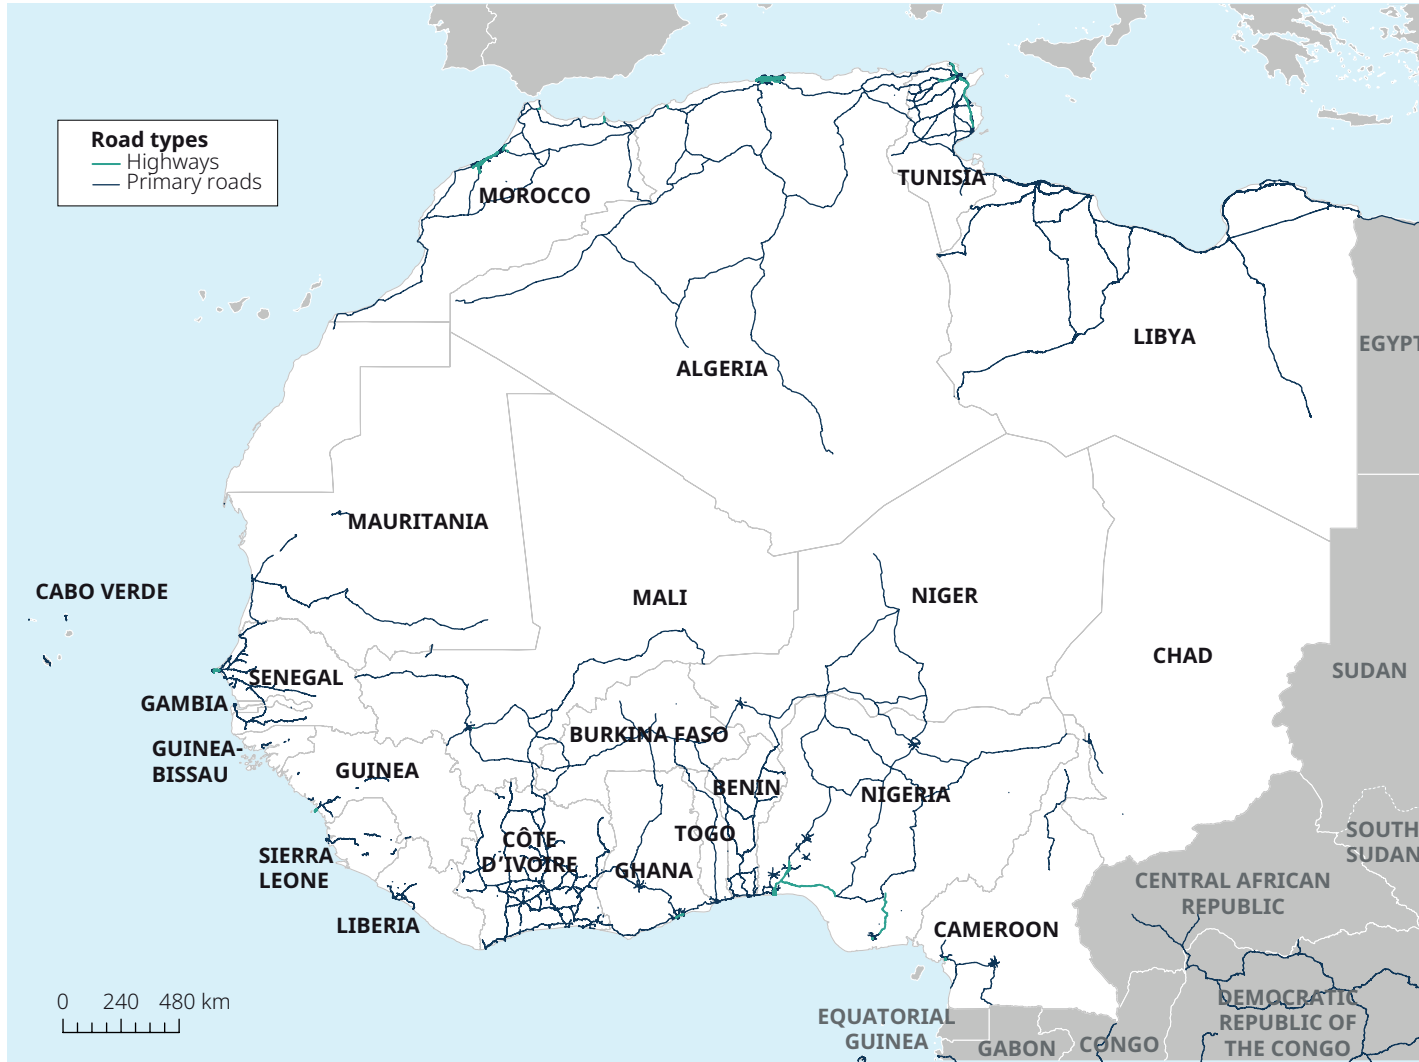 Road types
Highways
Primary roads
MOROCCO
TUNISIA
ALGERIA
LIBYA
EGYPT
MAURITANIA
CABO VERDE
MALI
NIGER
CHAD
SUDAN
SENEGAL
GAMBIA
GUINEA-
BISSAU
GUINEA
BURKINA FASO
BENIN
NIGERIA
TOGO
CÔTE
D'IVOIRE
GHANA
SIERRA
LEONE
LIBERIA
SOUTH
SUDAN
CENTRAL AFRICAN
REPUBLIC
CAMEROON
0 240 480 km
EQUATORIAL
GUINEA
GABON
CONGO
DEMOCRATIC
REPUBLIC OF
THE CONGO